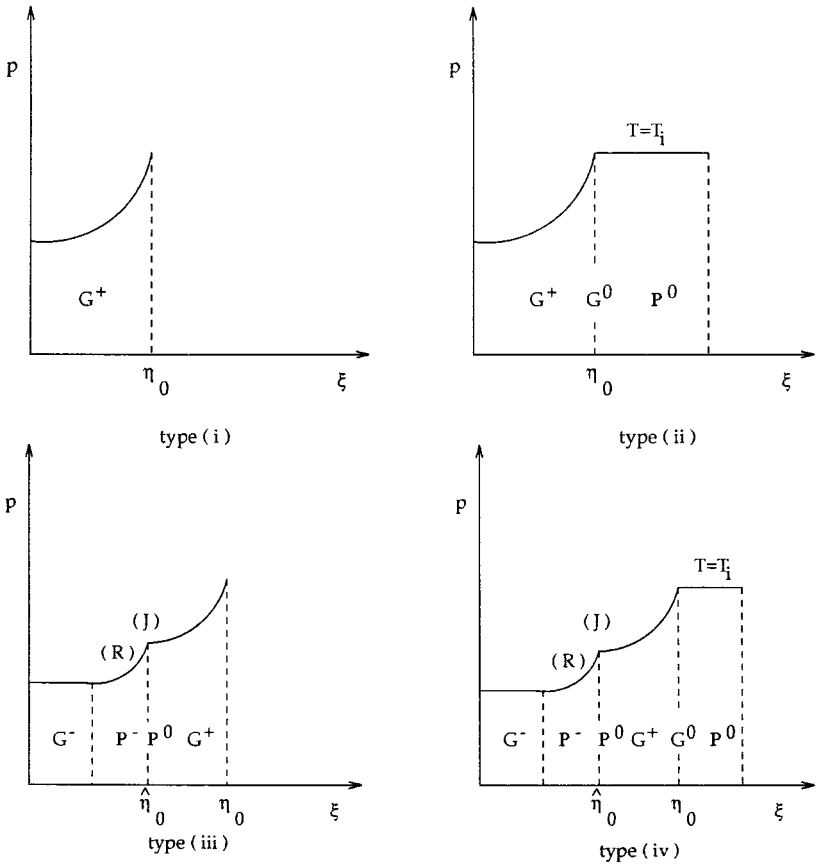 p
G⁺
η₀
ξ
type (i)
p
T=Tᵢ
G⁺ G⁰ P⁰
η₀
ξ
type (ii)
p
(J)
(R)
G⁻ P⁻ P⁰ G⁺
η̂₀ η₀ ξ
type (iii)
p
T=Tᵢ
(J)
(R)
G⁻ P⁻ P⁰ G⁺ G⁰ P⁰
η̂₀ η₀ ξ
type (iv)